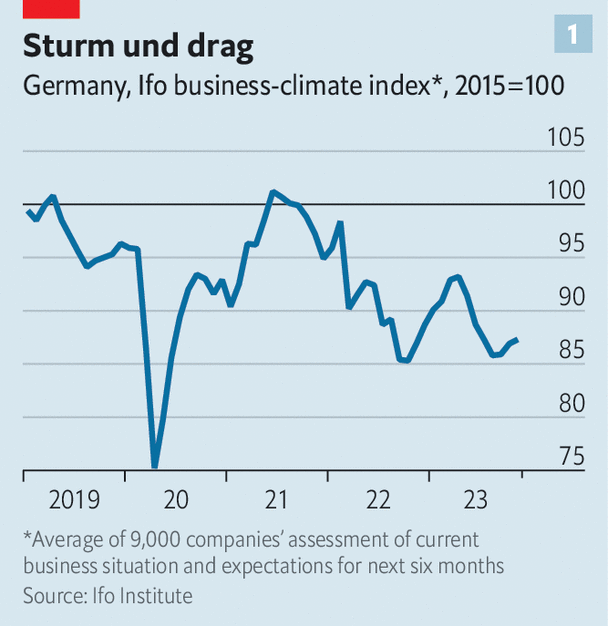 1
Sturm und drag
Germany, Ifo business-climate index*, 2015=100
105
100
95
90
85
80
75
2019 20 21 22 23
*Average of 9,000 companies’ assessment of current
business situation and expectations for next six months
Source: Ifo Institute